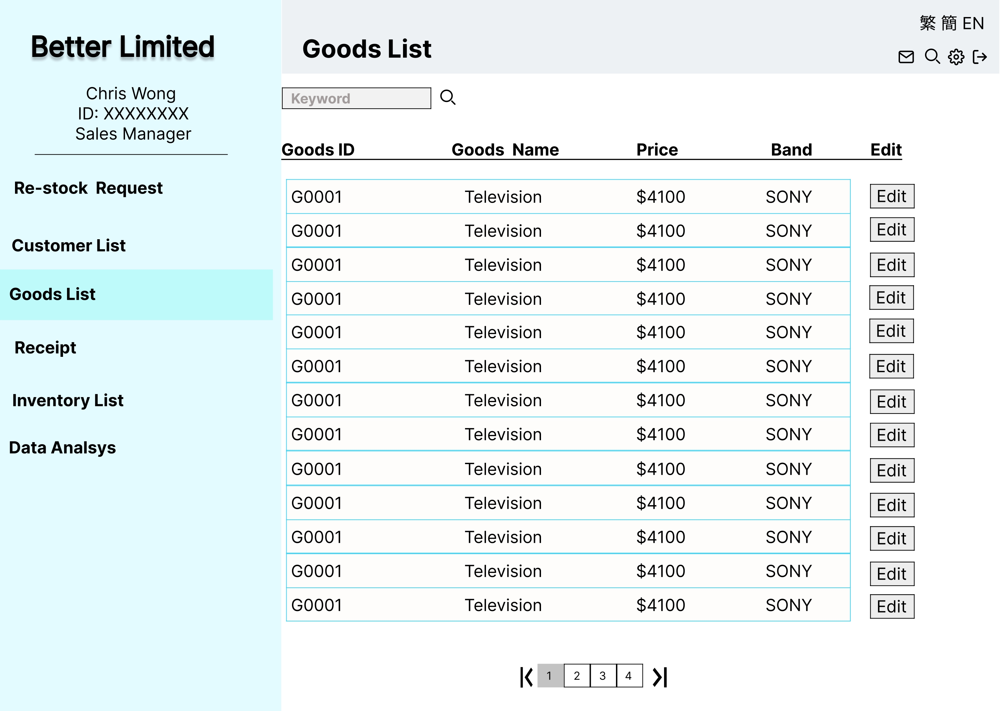 Better Limited
Chris Wong
ID: XXXXXXXX
Sales Manager
Re-stock Request
Customer List
Goods List
Receipt
Inventory List
Data Analsys
繁 簡 EN
Goods List
Keyword
Goods ID Goods Name Price Band Edit
G0001 Television $4100 SONY Edit
G0001 Television $4100 SONY Edit
G0001 Television $4100 SONY Edit
G0001 Television $4100 SONY Edit
G0001 Television $4100 SONY Edit
G0001 Television $4100 SONY Edit
G0001 Television $4100 SONY Edit
G0001 Television $4100 SONY Edit
G0001 Television $4100 SONY Edit
G0001 Television $4100 SONY Edit
G0001 Television $4100 SONY Edit
G0001 Television $4100 SONY Edit
G0001 Television $4100 SONY Edit
1 2 3 4